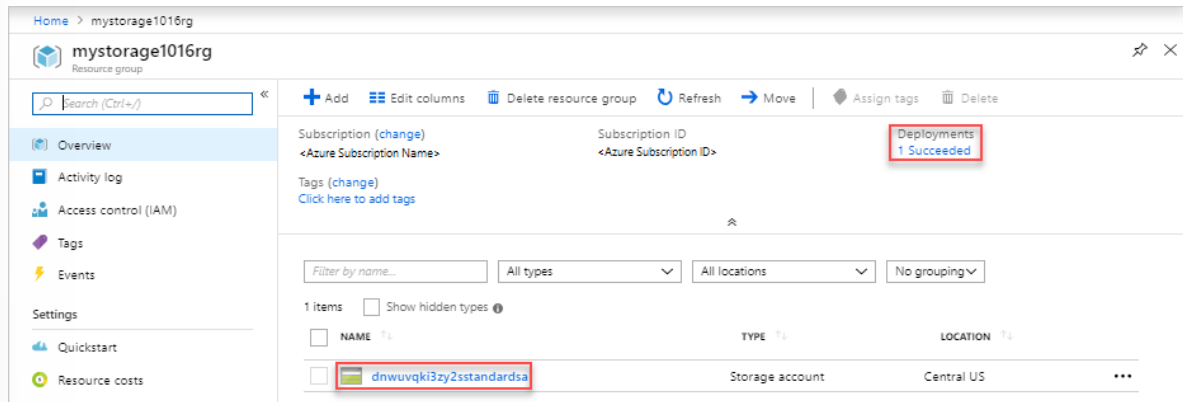 Home > mystorage1016rg
mystorage1016rg
Resource group
Search (Ctrl+/)
Overview
Activity log
Access control (IAM)
Tags
Events
Settings
Quickstart
Resource costs
Add Edit columns Delete resource group Refresh Move Assign tags Delete
Subscription (change) Subscription ID Deployments
<Azure Subscription Name> <Azure Subscription ID> 1 Succeeded
Tags (change)
Click here to add tags
Filter by name... All types All locations No grouping
1 items Show hidden types
NAME TYPE LOCATION
dnwuvqki3zy2sstandardsa Storage account Central US